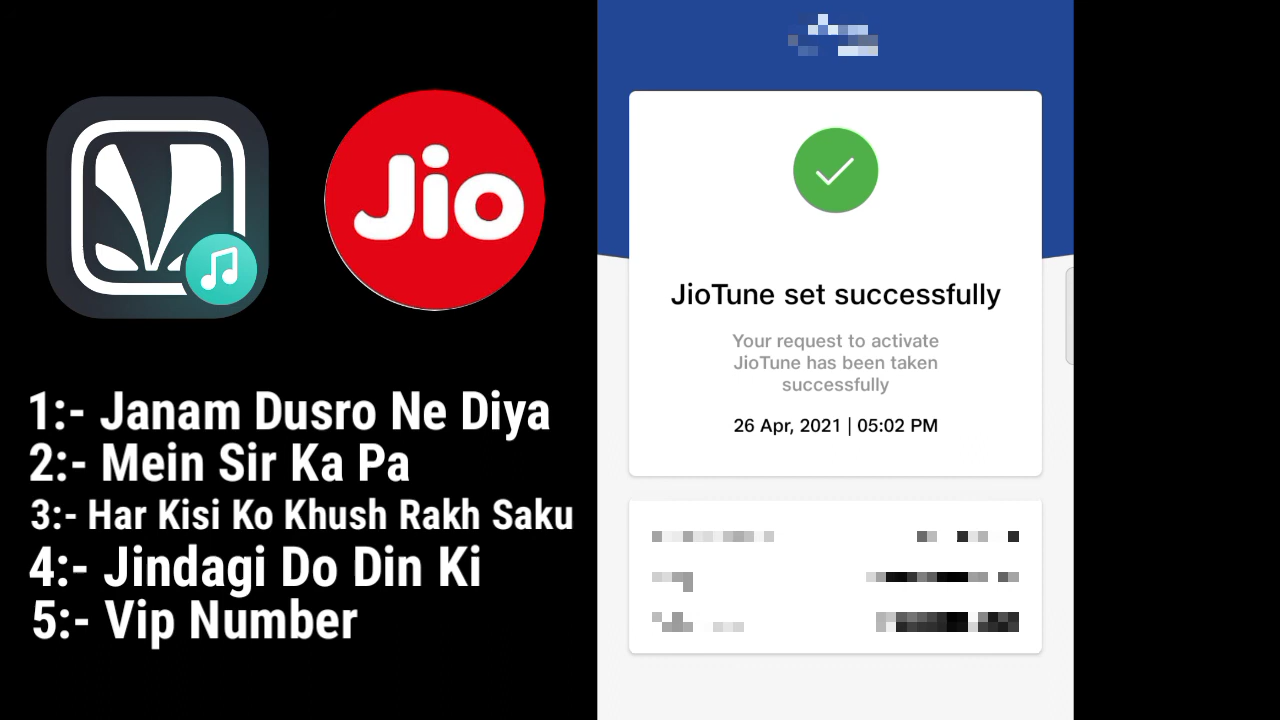 Jio
1:- Janam Dusro Ne Diya
2:- Mein Sir Ka Pa
3:- Har Kisi Ko Khush Rakh Saku
4:- Jindagi Do Din Ki
5:- Vip Number
JioTune set successfully
Your request to activate
JioTune has been taken
successfully
26 Apr, 2021 | 05:02 PM